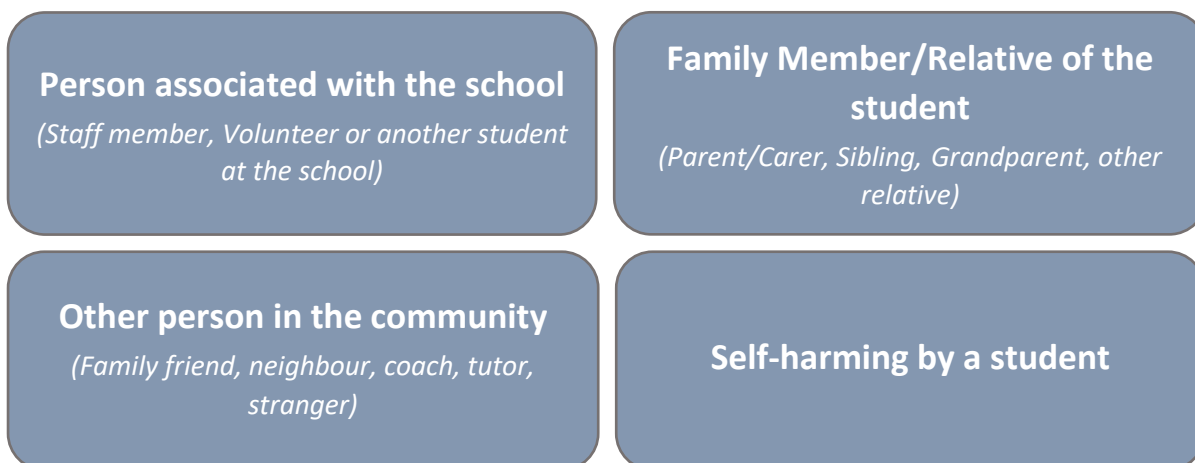 Person associated with the school
(Staff member, Volunteer or another student
at the school)
Family Member/Relative of the
student
(Parent/Carer, Sibling, Grandparent, other
relative)
Other person in the community
(Family friend, neighbour, coach, tutor,
stranger)
Self-harming by a student